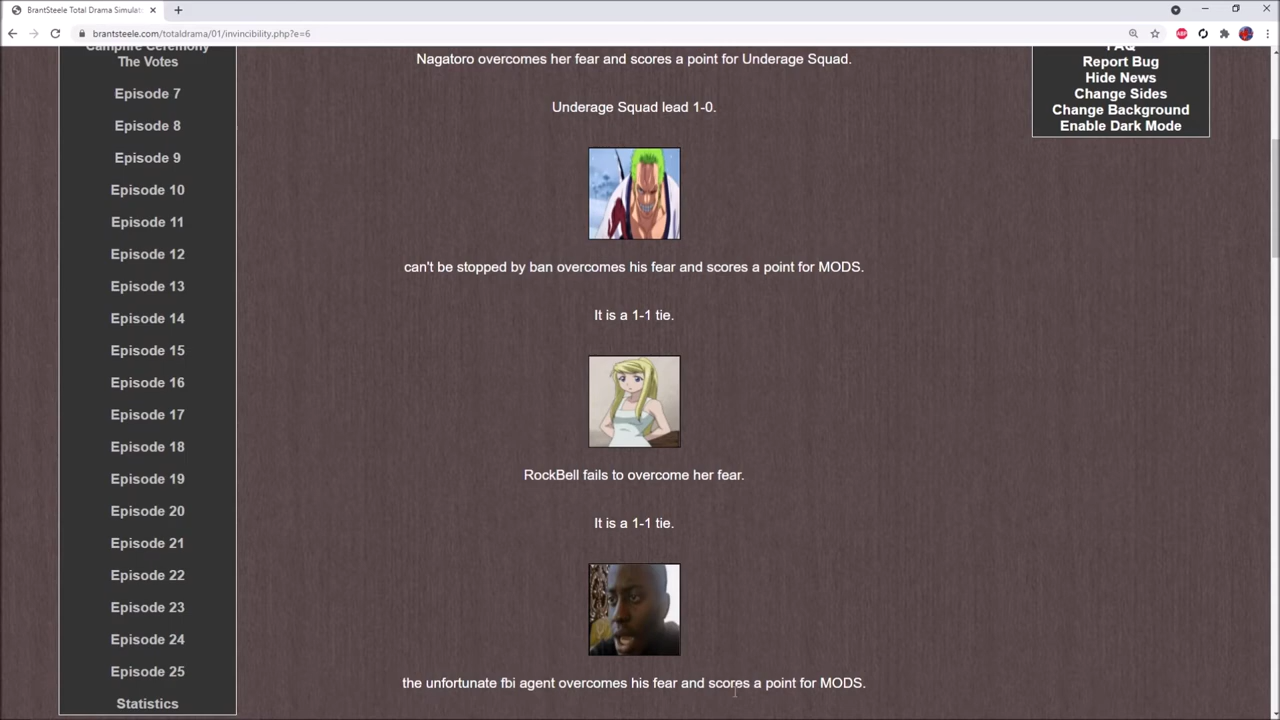 BrantSteele Total Drama Simulat
brantsteele.com/totaldrama/01/invincibility.php?e=6
ABP
Campfire Ceremony
The Votes
Episode 7
Episode 8
Episode 9
Episode 10
Episode 11
Episode 12
Episode 13
Episode 14
Episode 15
Episode 16
Episode 17
Episode 18
Episode 19
Episode 20
Episode 21
Episode 22
Episode 23
Episode 24
Episode 25
Statistics
Nagatoro overcomes her fear and scores a point for Underage Squad.
Underage Squad lead 1-0.
can't be stopped by ban overcomes his fear and scores a point for MODS.
It is a 1-1 tie.
RockBell fails to overcome her fear.
It is a 1-1 tie.
the unfortunate fbi agent overcomes his fear and scores a point for MODS.
FAQ
Report Bug
Hide News
Change Sides
Change Background
Enable Dark Mode